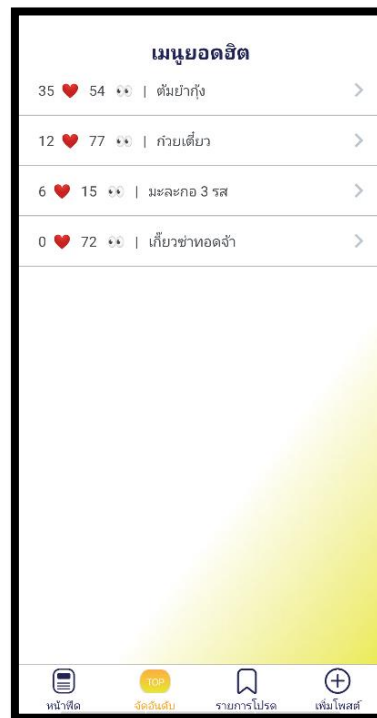 เมนูยอดฮิต
35 ❤️ 54 👀 | ต้มยำกุ้ง
12 ❤️ 77 👀 | ก๋วยเตี๋ยว
6 ❤️ 15 👀 | มะละกอ 3 รส
0 ❤️ 72 👀 | เกี๊ยวซ่าทอดจ้า
TOP
หน้าฟีด จัดอันดับ รายการโปรด เพิ่มโพสต์